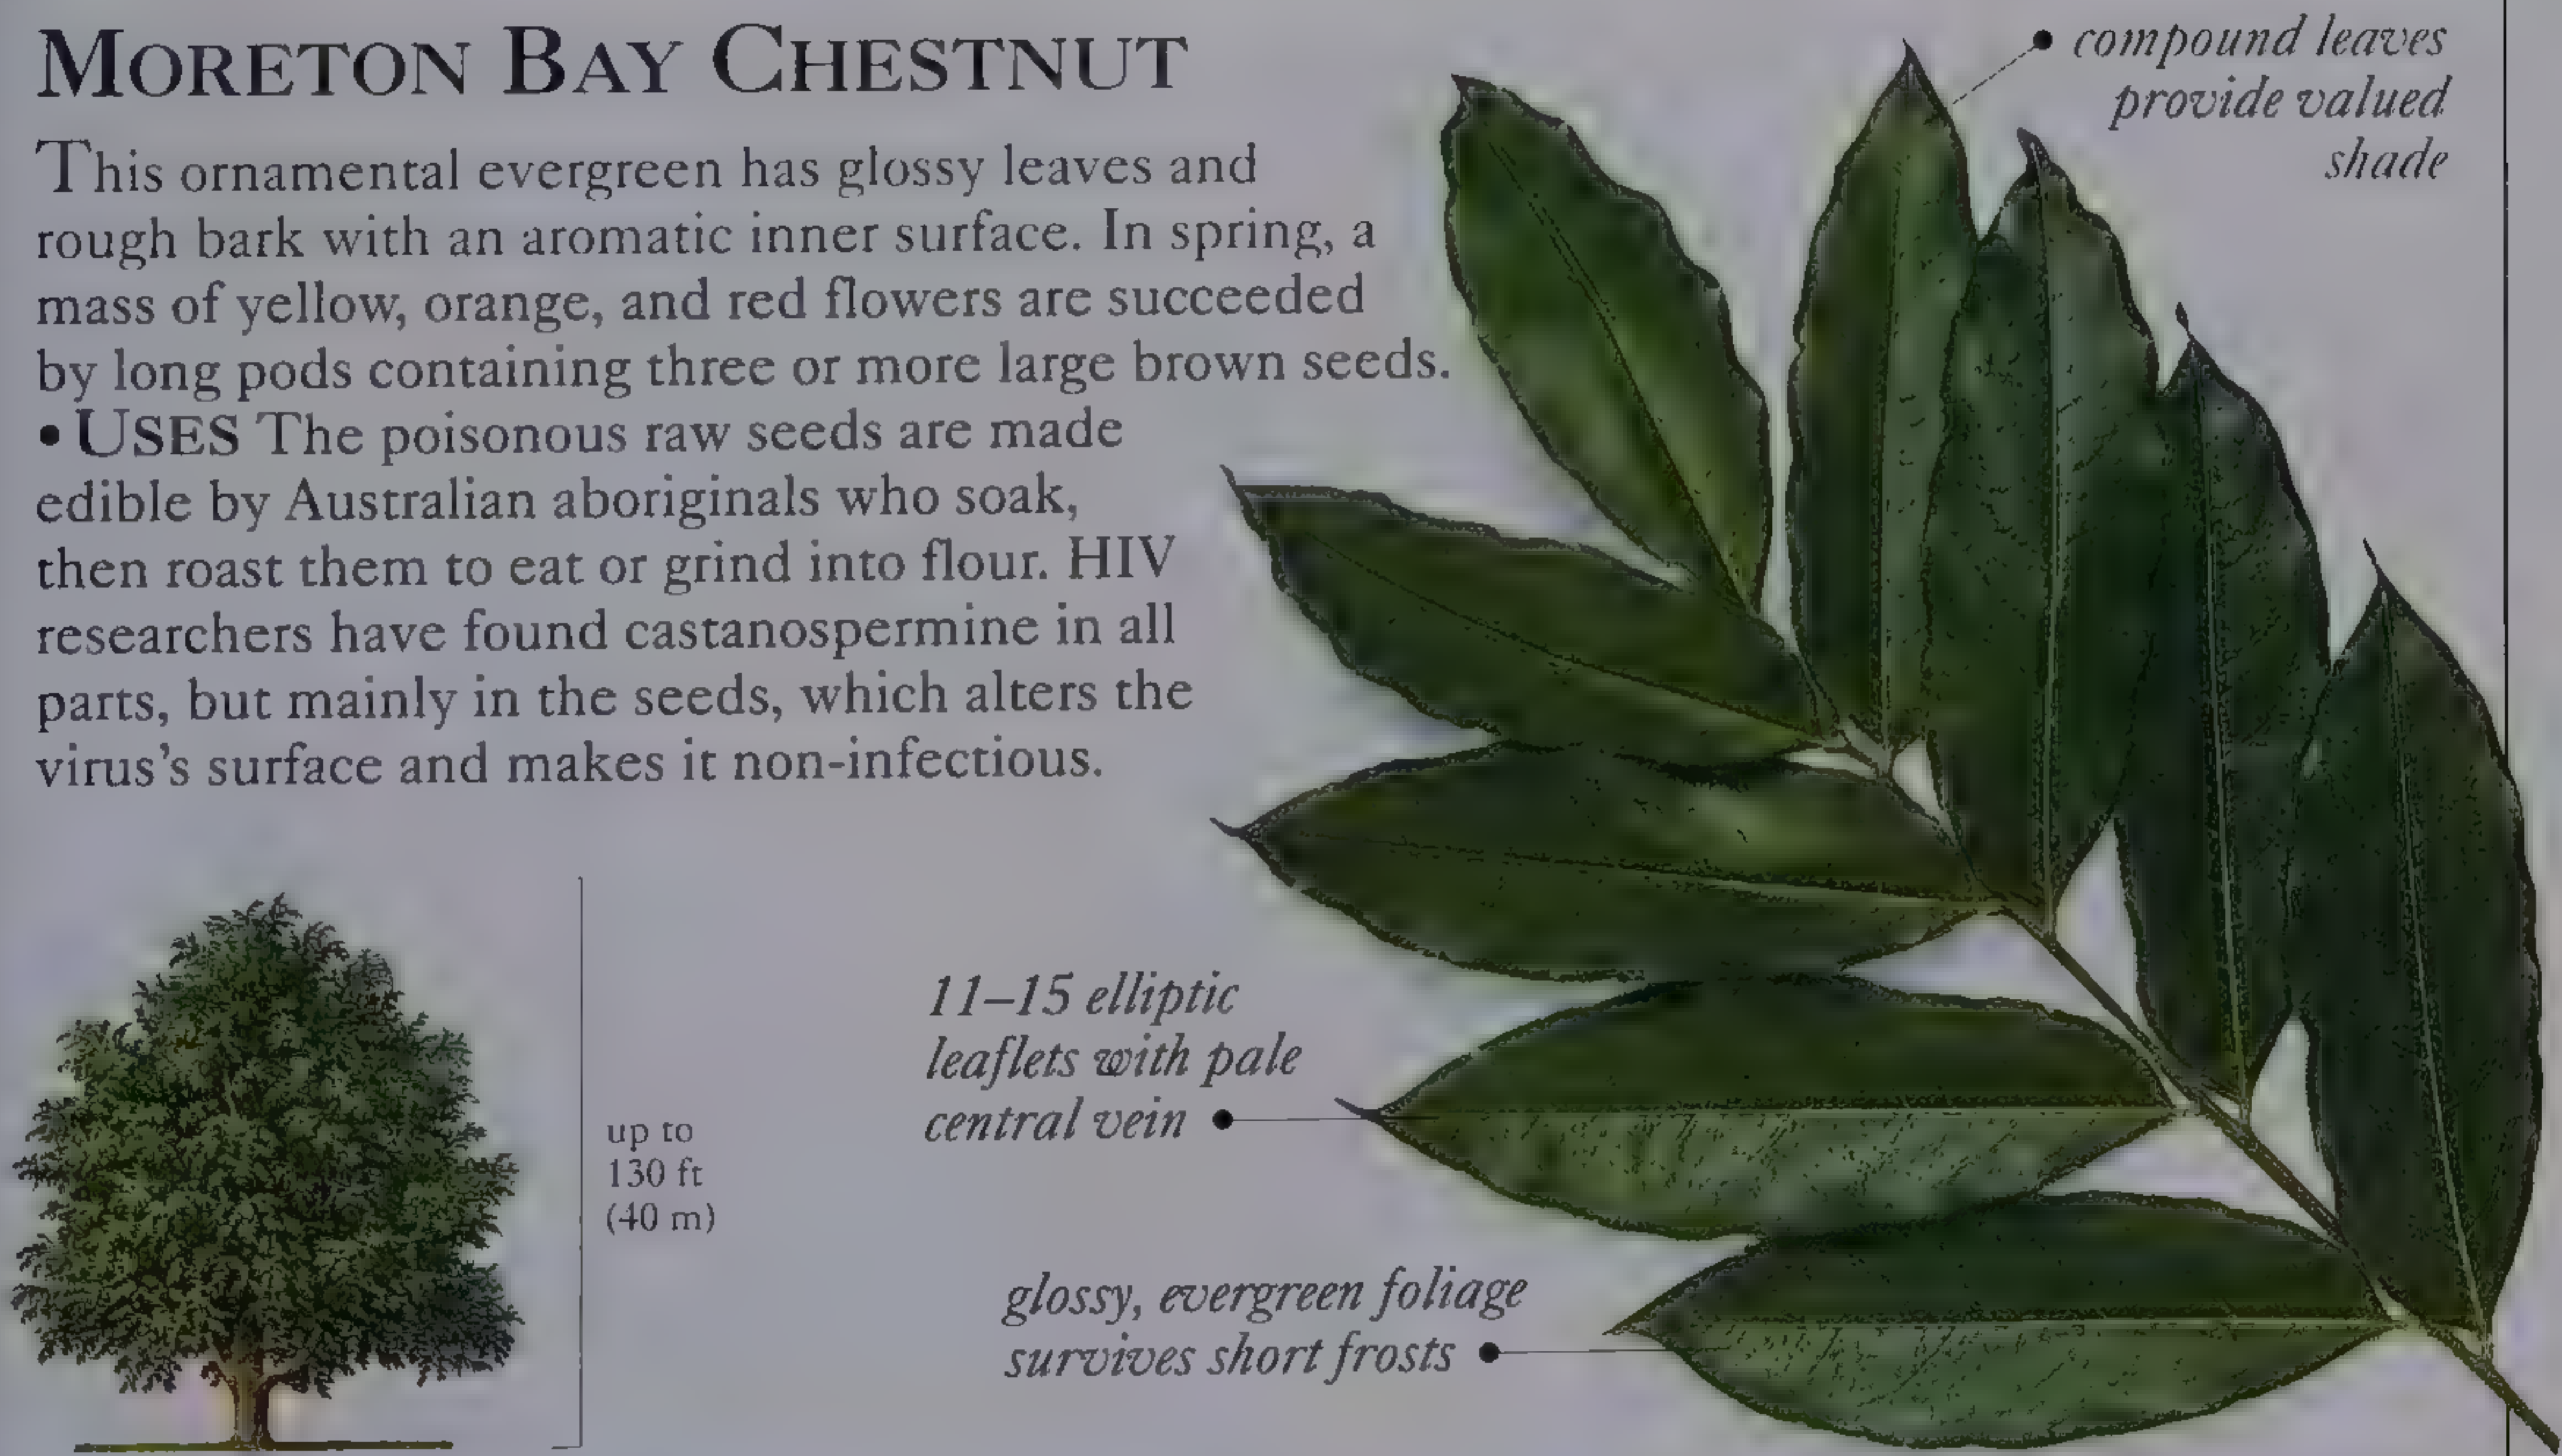 MORETON BAY CHESTNUT
This ornamental evergreen has glossy leaves and
rough bark with an aromatic inner surface. In spring, a
mass of yellow, orange, and red flowers are succeeded
by long pods containing three or more large brown seeds.
• USES The poisonous raw seeds are made
edible by Australian aboriginals who soak,
then roast them to eat or grind into flour. HIV
researchers have found castanospermine in all
parts, but mainly in the seeds, which alters the
virus's surface and makes it non-infectious.
compound leaves
provide valued
shade
11–15 elliptic
leaflets with pale
central vein
up to
130 ft
(40 m)
glossy, evergreen foliage
survives short frosts